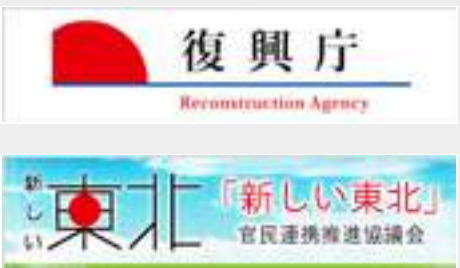 復興庁
Reconstruction Agency
新しい
東北
「新しい東北」
官民連携推進協議会